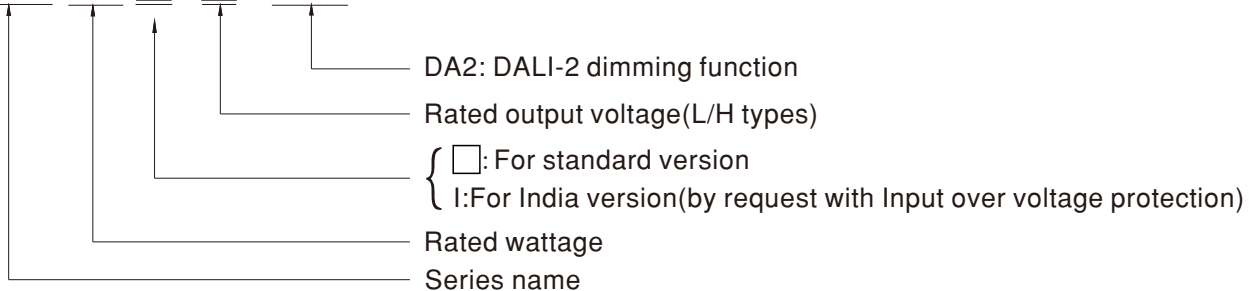 DA2: DALI-2 dimming function
Rated output voltage(L/H types)
□: For standard version
I:For India version(by request with Input over voltage protection)
Rated wattage
Series name